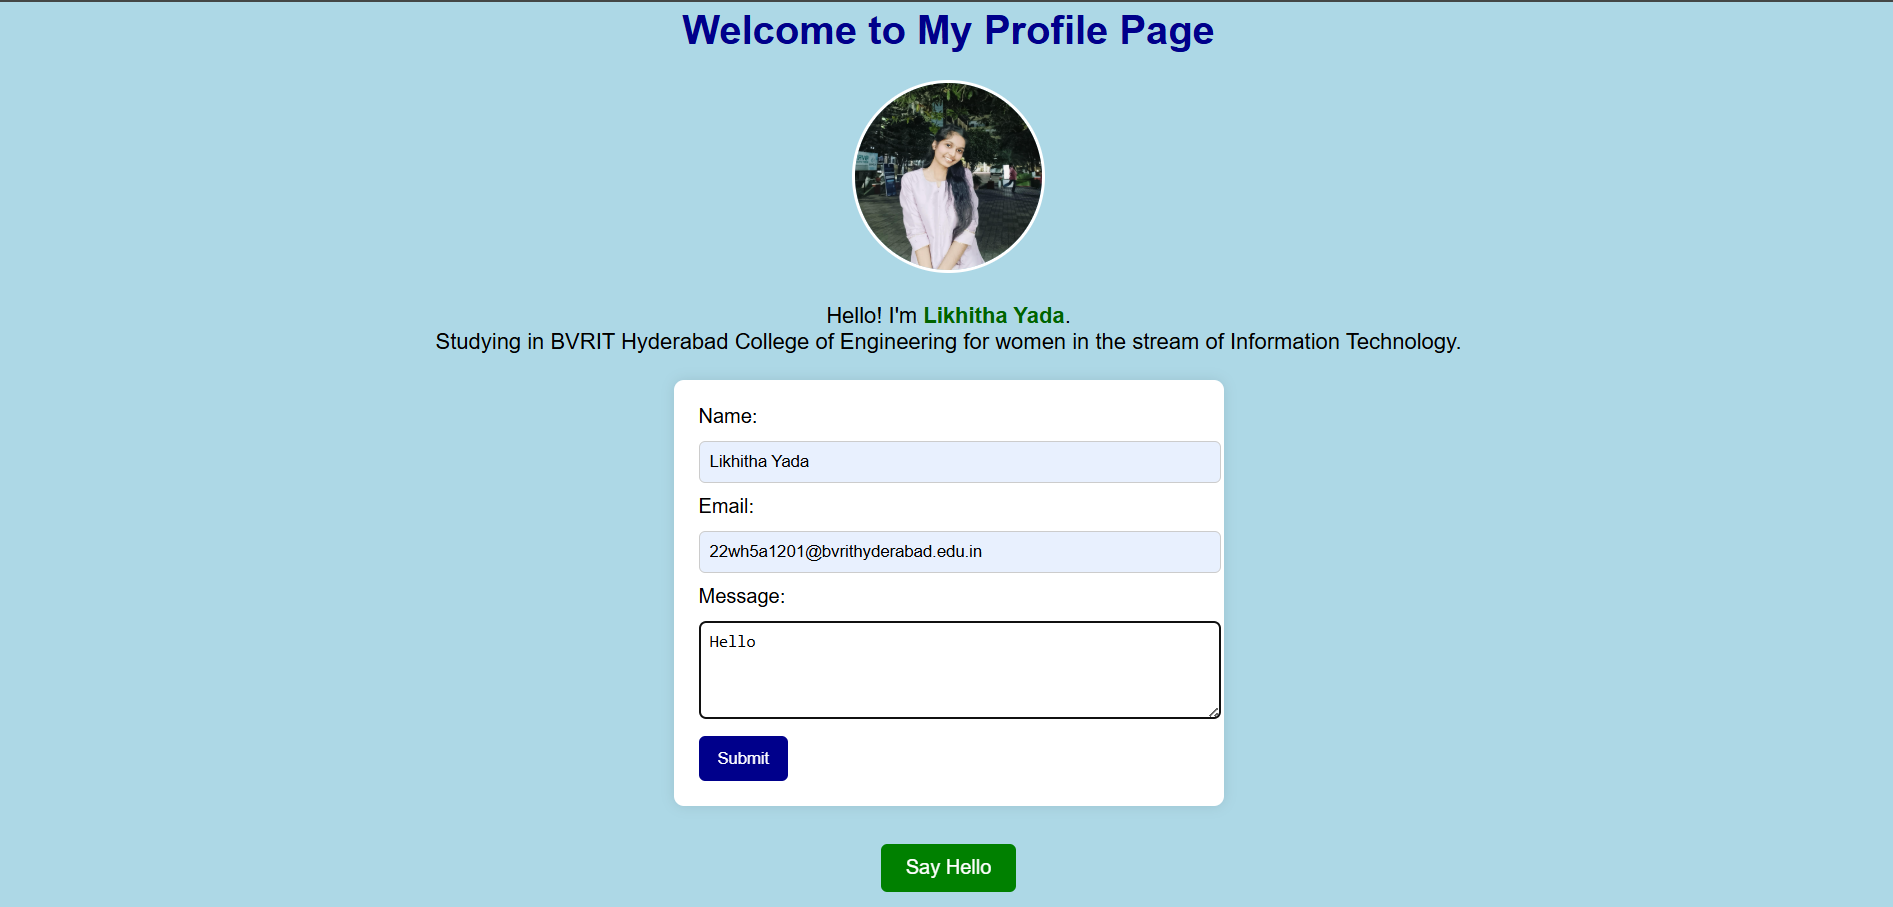 Welcome to My Profile Page
Hello! I'm Likhitha Yada.
Studying in BVRIT Hyderabad College of Engineering for women in the stream of Information Technology.
Name:
Likhitha Yada
Email:
22wh5a1201@bvrithyderabad.edu.in
Message:
Hello
Submit
Say Hello